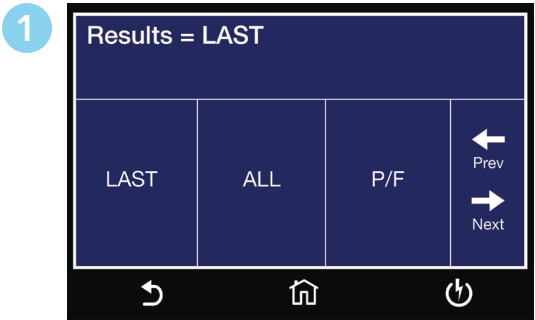 1
Results = LAST
LAST ALL P/F
Prev
Next